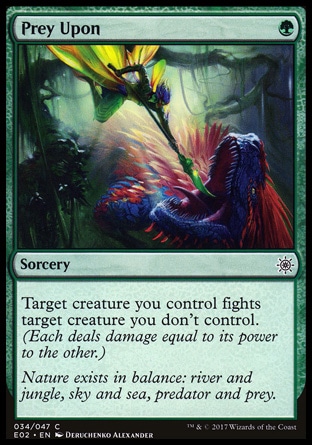 Prey Upon
Sorcery
Target creature you control fights
target creature you don't control.
(Each deals damage equal to its power
to the other.)
Nature exists in balance: river and
jungle, sky and sea, predator and prey.
034/047 C
E02 • EN Deruchenko Alexander
™ & © 2017 Wizards of the Coast